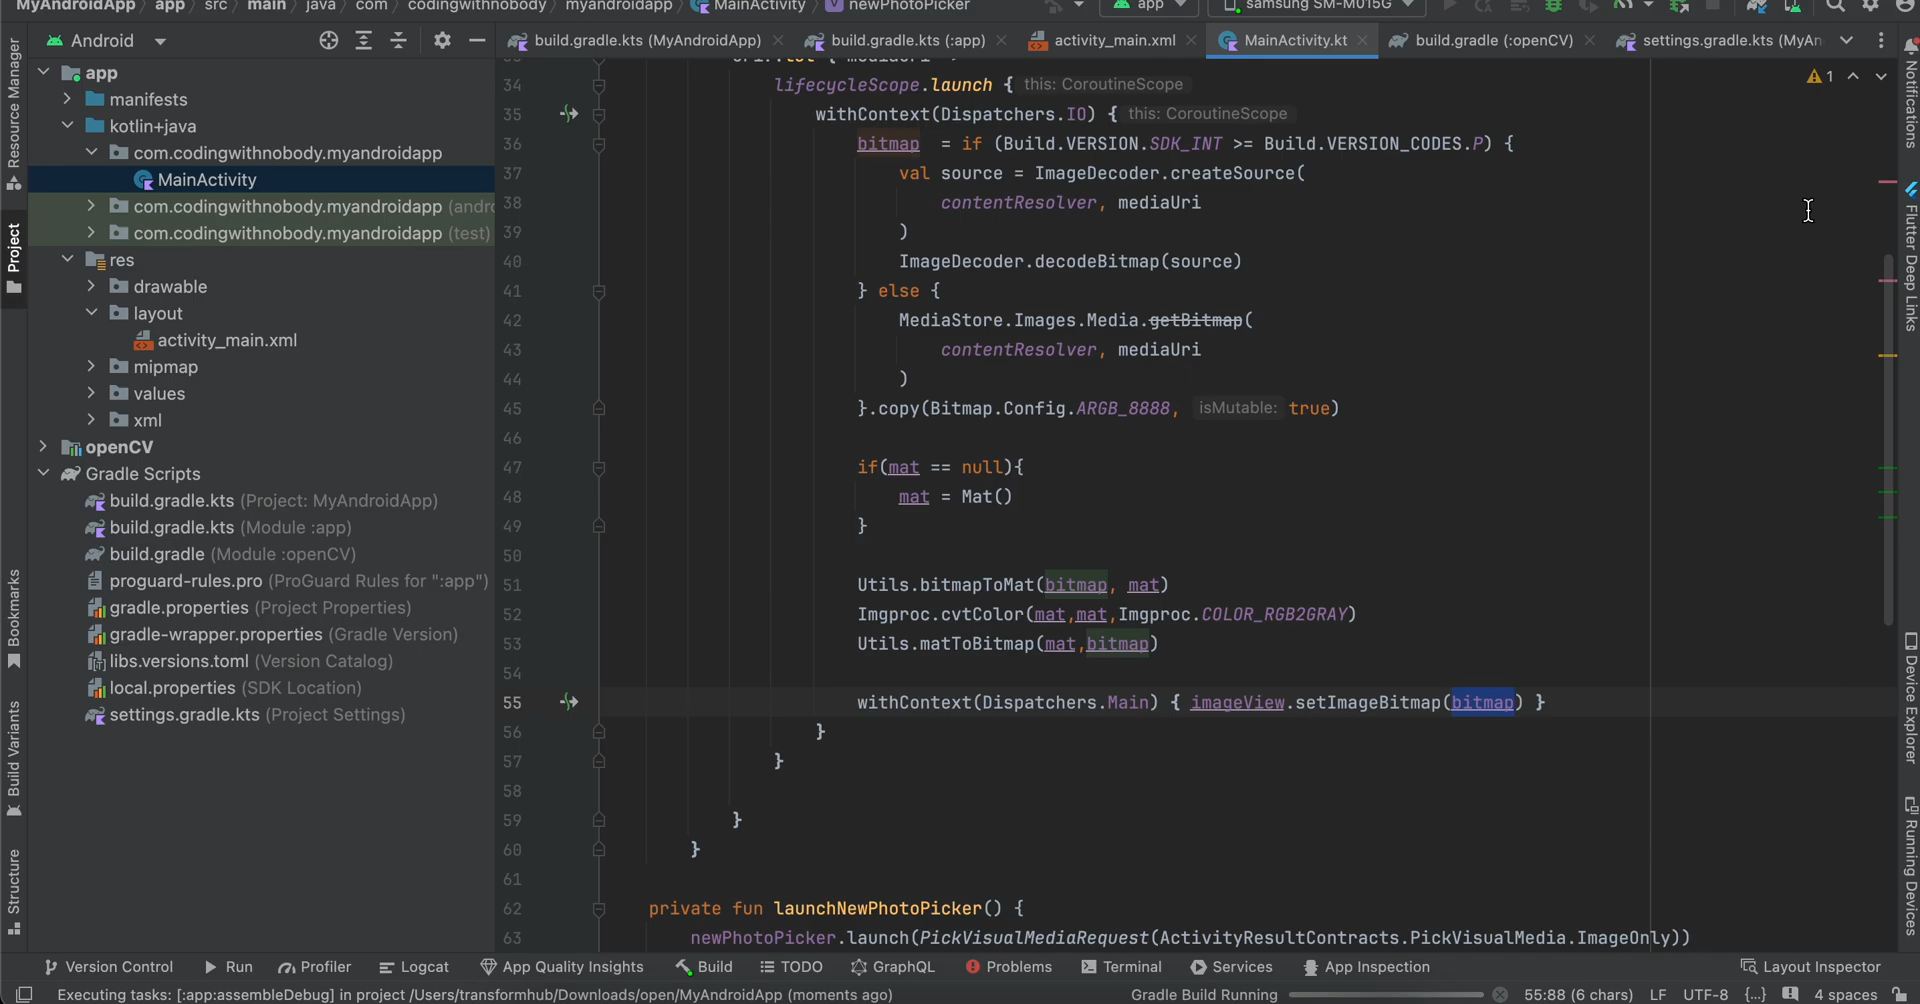 MyAndroidApp › app › src › main › java › com › codingwithnobody › myandroidapp › MainActivity › newPhotoPicker
app
samsung SM-M015G
Android
build.gradle.kts (MyAndroidApp)
build.gradle.kts (:app)
activity_main.xml
MainActivity.kt
build.gradle (:openCV)
settings.gradle.kts (MyAn
Resource Manager
Project
Bookmarks
Build Variants
Structure
app
manifests
kotlin+java
com.codingwithnobody.myandroidapp
MainActivity
com.codingwithnobody.myandroidapp (andro
com.codingwithnobody.myandroidapp (test)
res
drawable
layout
activity_main.xml
mipmap
values
xml
openCV
Gradle Scripts
build.gradle.kts (Project: MyAndroidApp)
build.gradle.kts (Module :app)
build.gradle (Module :openCV)
proguard-rules.pro (ProGuard Rules for ":app")
gradle.properties (Project Properties)
gradle-wrapper.properties (Gradle Version)
libs.versions.toml (Version Catalog)
local.properties (SDK Location)
settings.gradle.kts (Project Settings)
34 lifecycleScope.launch { this: CoroutineScope
35 withContext(Dispatchers.IO) { this: CoroutineScope
36 bitmap = if (Build.VERSION.SDK_INT >= Build.VERSION_CODES.P) {
37 val source = ImageDecoder.createSource(
38 contentResolver, mediaUri
39 )
40 ImageDecoder.decodeBitmap(source)
41 } else {
42 MediaStore.Images.Media.getBitmap(
43 contentResolver, mediaUri
44 )
45 }.copy(Bitmap.Config.ARGB_8888, isMutable: true)
46
47 if(mat == null){
48 mat = Mat()
49 }
50
51 Utils.bitmapToMat(bitmap, mat)
52 Imgproc.cvtColor(mat,mat,Imgproc.COLOR_RGB2GRAY)
53 Utils.matToBitmap(mat,bitmap)
54
55 withContext(Dispatchers.Main) { imageView.setImageBitmap(bitmap) }
56 }
57 }
58
59 }
60 }
61
62 private fun launchNewPhotoPicker() {
63 newPhotoPicker.launch(PickVisualMediaRequest(ActivityResultContracts.PickVisualMedia.ImageOnly))
1
Notifications
Flutter Deep Links
Device Explorer
Running Devices
Version Control
Run
Profiler
Logcat
App Quality Insights
Build
TODO
GraphQL
Problems
Terminal
Services
App Inspection
Layout Inspector
Executing tasks: [:app:assembleDebug] in project /Users/transformhub/Downloads/open/MyAndroidApp (moments ago)
Gradle Build Running
55:88 (6 chars)
LF
UTF-8
{..}
4 spaces